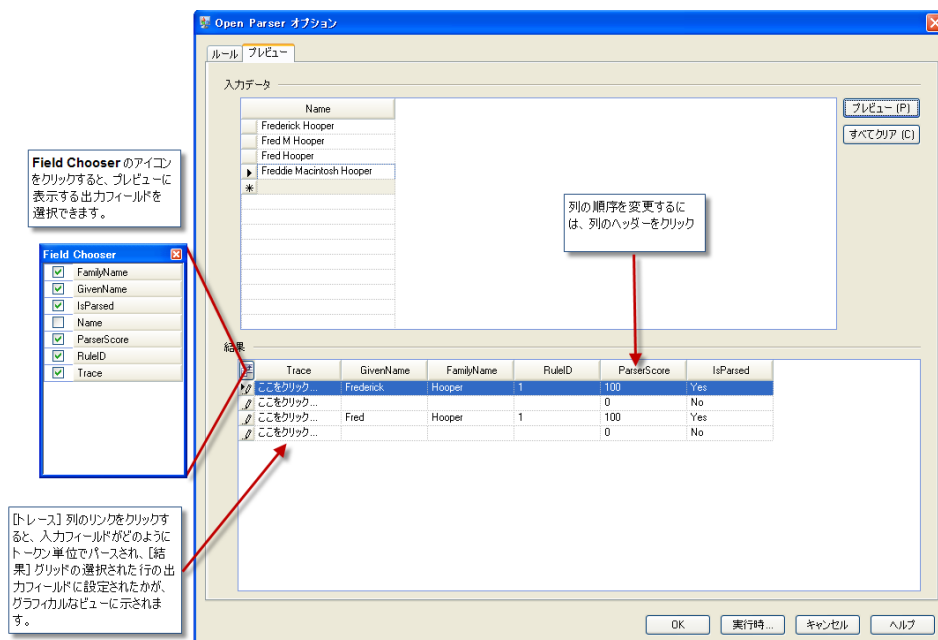 Open Parser オプション
ルール プレビュー
入力データ
Name
Frederick Hooper
Fred M Hooper
Fred Hooper
Freddie Macintosh Hooper
プレビュー (P)
すべてクリア (C)
Field Chooser のアイコン
をクリックすると、プレビューに
表示する出力フィールドを
選択できます。
列の順序を変更するに
は、列のヘッダーをクリック
Field Chooser
FamilyName
GivenName
IsParsed
Name
ParserScore
RuleID
Trace
結果
Trace GivenName FamilyName RuleID ParserScore IsParsed
ここをクリック... Frederick Hooper 1 100 Yes
ここをクリック... 0 No
ここをクリック... Fred Hooper 1 100 Yes
ここをクリック... 0 No
[トレース] 列のリンクをクリックす
ると、入力フィールドがどのように
トークン単位でパースされ、[結
果] グリッドの選択された行の出
力フィールドに設定されたかが、
グラフィカルなビューに示されま
す。
OK 実行時... キャンセル ヘルプ